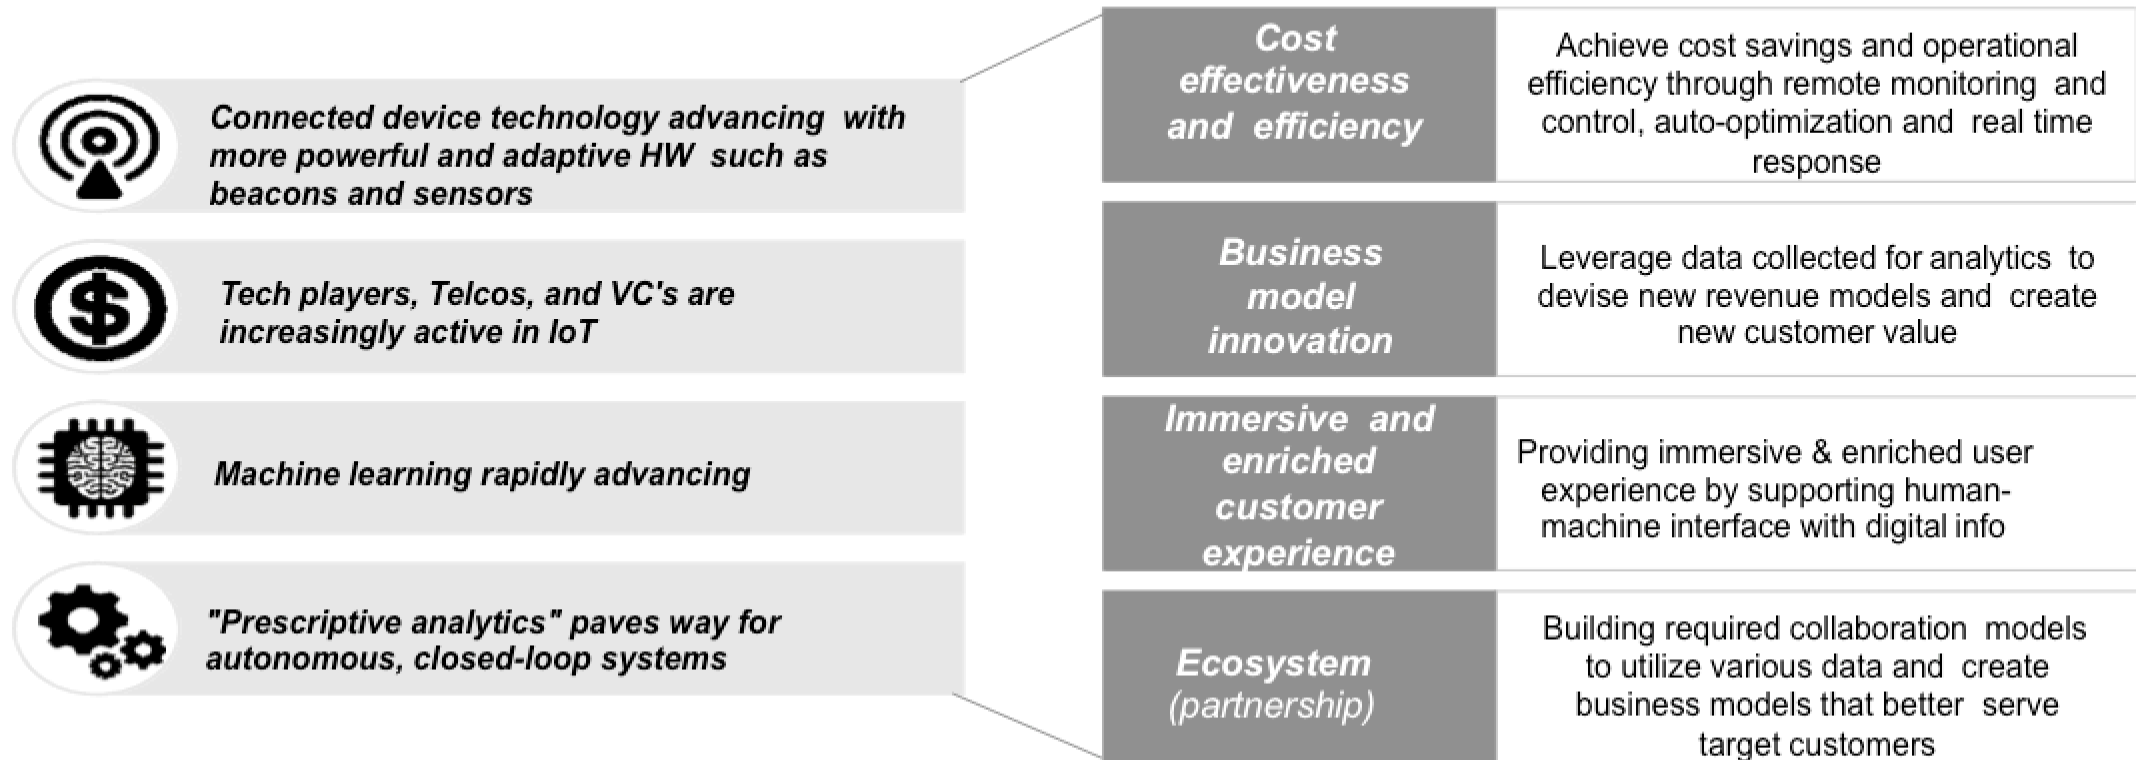 Connected device technology advancing with
more powerful and adaptive HW such as
beacons and sensors
Tech players, Telcos, and VC's are
increasingly active in IoT
Machine learning rapidly advancing
"Prescriptive analytics" paves way for
autonomous, closed-loop systems
Cost
effectiveness
and efficiency
Achieve cost savings and operational
efficiency through remote monitoring and
control, auto-optimization and real time
response
Business
model
innovation
Leverage data collected for analytics to
devise new revenue models and create
new customer value
Immersive and
enriched
customer
experience
Providing immersive & enriched user
experience by supporting human-
machine interface with digital info
Ecosystem
(partnership)
Building required collaboration models
to utilize various data and create
business models that better serve
target customers